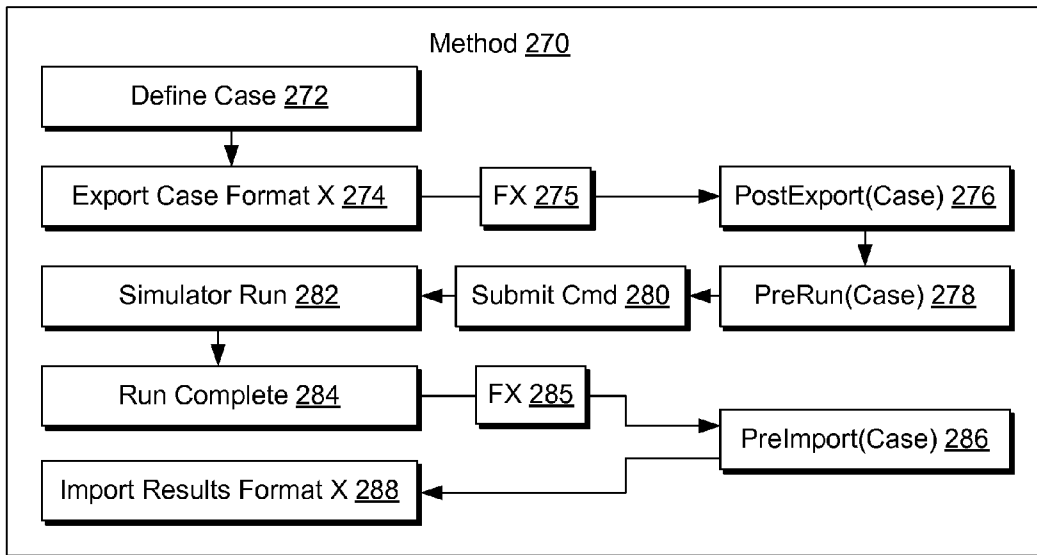 Method 270
Define Case 272
Export Case Format X 274
FX 275
PostExport(Case) 276
Simulator Run 282
Submit Cmd 280
PreRun(Case) 278
Run Complete 284
FX 285
PreImport(Case) 286
Import Results Format X 288